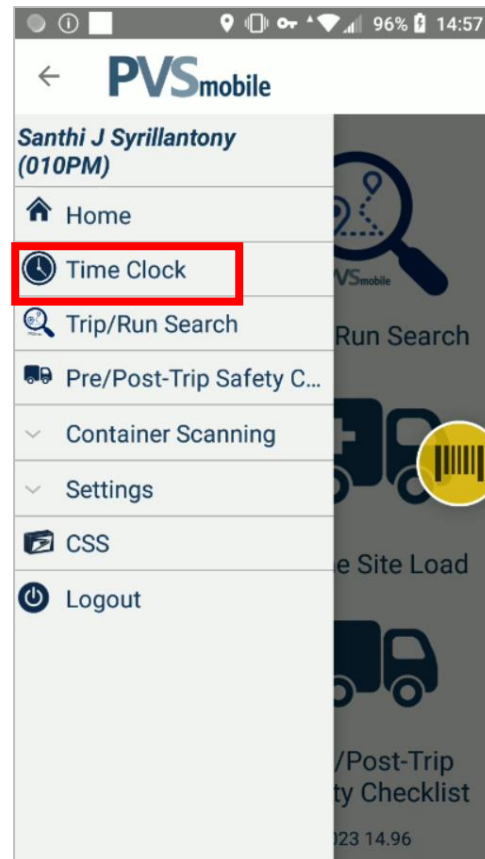 96% 14:57
PVSmobile
Santhi J Syrillantony
(010PM)
Home
Time Clock
VSmobile
Trip/Run Search
Run Search
Pre/Post-Trip Safety C...
Container Scanning
Settings
CSS
e Site Load
Logout
/Post-Trip
ty Checklist
023 14.96